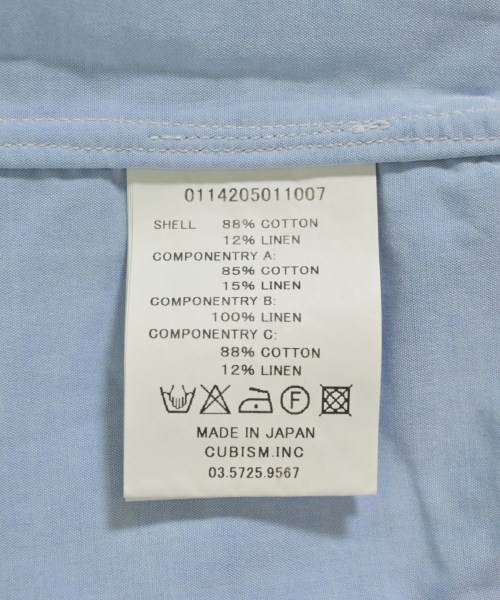 0114205011007
SHELL 88% COTTON
12% LINEN
COMPONENTRY A:
85% COTTON
15% LINEN
COMPONENTRY B:
100% LINEN
COMPONENTRY C:
88% COTTON
12% LINEN
F
MADE IN JAPAN
CUBISM.INC
03.5725.9567